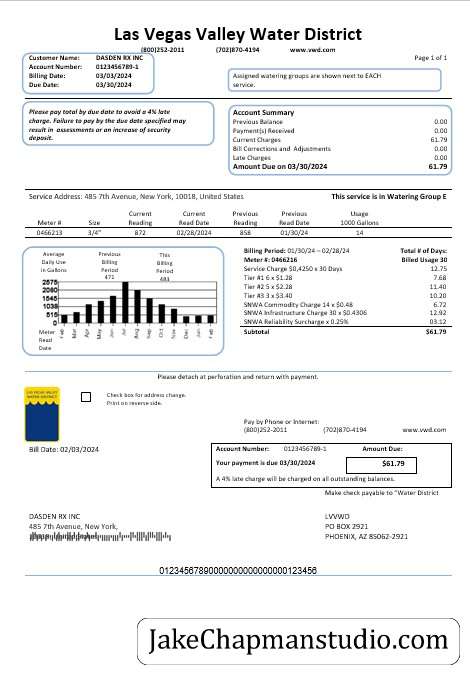 Las Vegas Valley Water District
(800)252-2011 (702)870-4194 www.vwd.com
Page 1 of 1
Customer Name: DASDEN RX INC
Account Number: 0123456789-1
Billing Date: 03/03/2024
Due Date: 03/30/2024
Assigned watering groups are shown next to EACH
service.
Please pay total by due date to avoid a 4% late
charge. Failure to pay by the due date specified may
result in assessments or an increase of security
deposit.
Account Summary
Previous Balance 0.00
Payment(s) Received 0.00
Current Charges 61.79
Bill Corrections and Adjustments 0.00
Late Charges 0.00
Amount Due on 03/30/2024 61.79
Service Address: 485 7th Avenue, New York, 10018, United States This service is in Watering Group E
Current Current Previous Previous Usage
Meter # Size Reading Read Date Reading Read Date 1000 Gallons
0466213 3/4" 872 02/28/2024 858 01/30/24 14
Average Previous This
Daily Use Billing Billing
in Gallons Period Period
471 483
2575
2080
1545
1038
515
0
Meter
Read
Date
Feb Mar Apr May Jun Jul Aug Sep Oct Nov Dec Jan Feb
Billing Period: 01/30/24 – 02/28/24 Total # of Days:
Meter #: 0466216 Billed Usage 30
Service Charge $0,4250 x 30 Days 12.75
Tier #1 6 x $1.28 7.68
Tier #2 5 x $2.28 11.40
Tier #3 3 x $3.40 10.20
SNWA Commodity Charge 14 x $0.48 6.72
SNWA Infrastructure Charge 30 x $0.4306 12.92
SNWA Reliability Surcharge x 0.25% 03.12
Subtotal $61.79
Please detach at perforation and return with payment.
LAS VEGAS VALLEY
WATER DISTRICT
Check box for address change.
Print on reverse side.
Pay by Phone or Internet:
(800)252-2011 (702)870-4194 www.vwd.com
Bill Date: 02/03/2024
Account Number: 0123456789-1 Amount Due:
Your payment is due 03/30/2024 $61.79
A 4% late charge will be charged on all outstanding balances.
Make check payable to "Water District
DASDEN RX INC
485 7th Avenue, New York,
LVVWD
PO BOX 2921
PHOENIX, AZ 85062-2921
0123456789000000000000000123456
JakeChapmanstudio.com